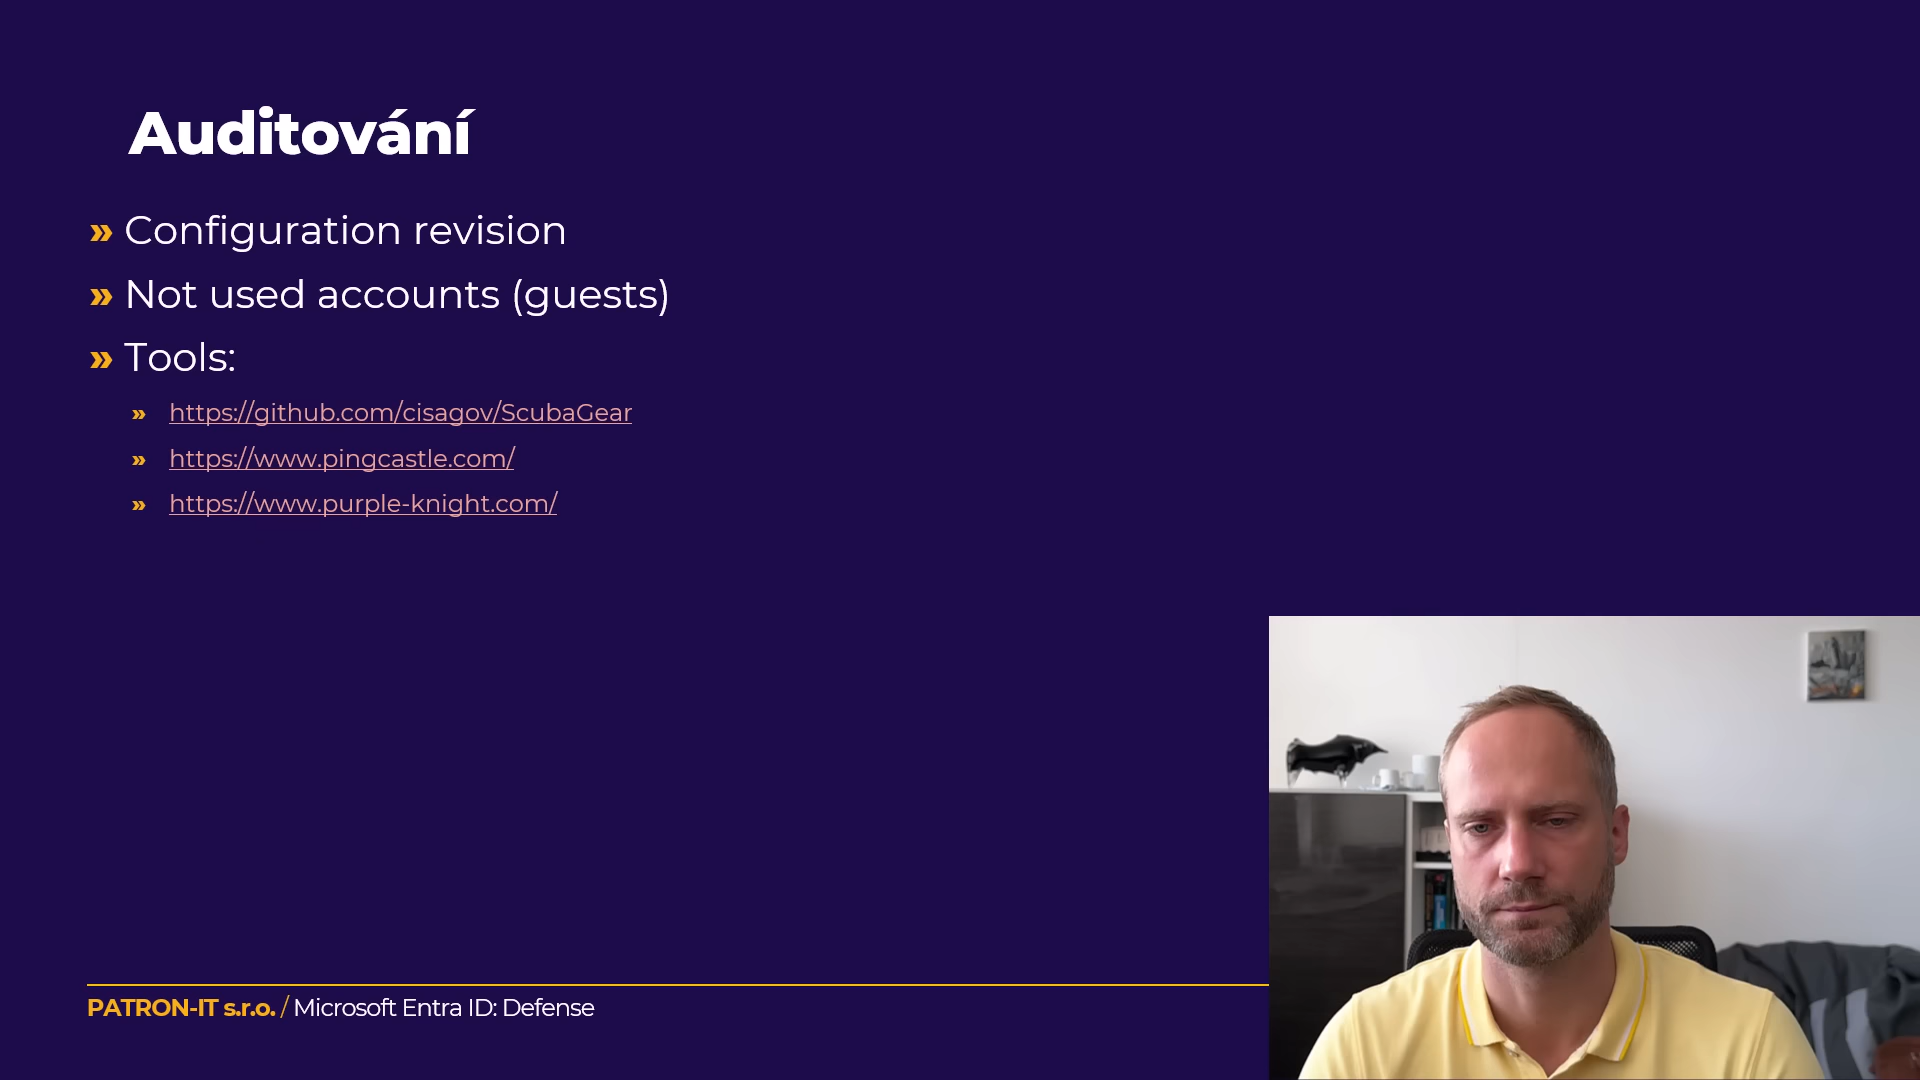 Auditování
» Configuration revision
» Not used accounts (guests)
» Tools:
» https://github.com/cisagov/ScubaGear
» https://www.pingcastle.com/
» https://www.purple-knight.com/
PATRON-IT s.r.o. / Microsoft Entra ID: Defense